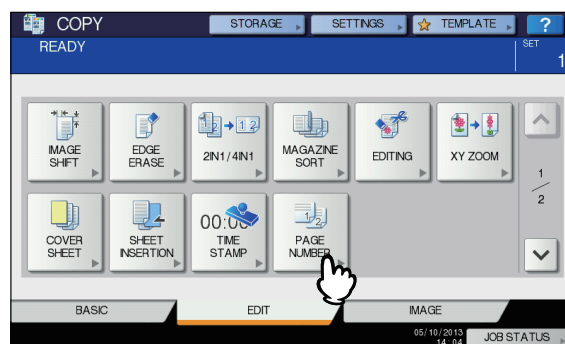 COPY
STORAGE
SETTINGS
TEMPLATE
?
READY
SET
1
IMAGE
SHIFT
EDGE
ERASE
2IN1/4IN1
MAGAZINE
SORT
EDITING
XY ZOOM
1
2
COVER
SHEET
SHEET
INSERTION
00:00
TIME
STAMP
PAGE
NUMBER
BASIC
EDIT
IMAGE
05/10/2013
14:04
JOB STATUS